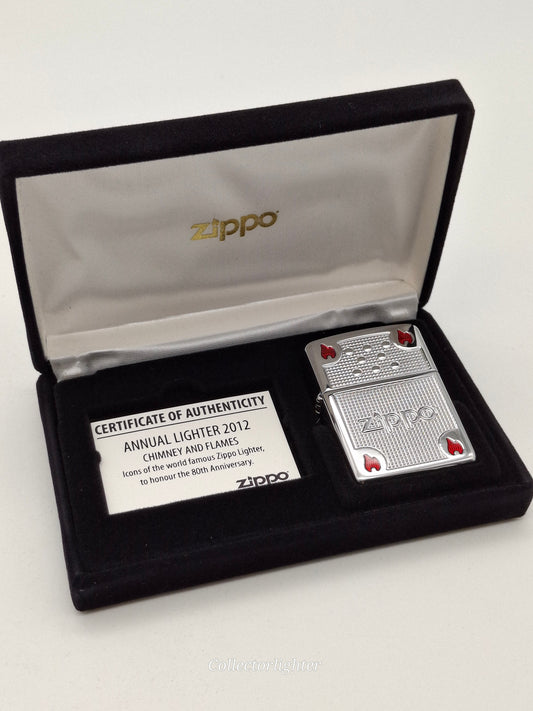 Zippo
CERTIFICATE OF AUTHENTICITY
ANNUAL LIGHTER 2012
CHIMNEY AND FLAMES
Icons of the world famous Zippo Lighter,
to honour the 80th Anniversary.
Zippo
Zippo
Collectorlighter